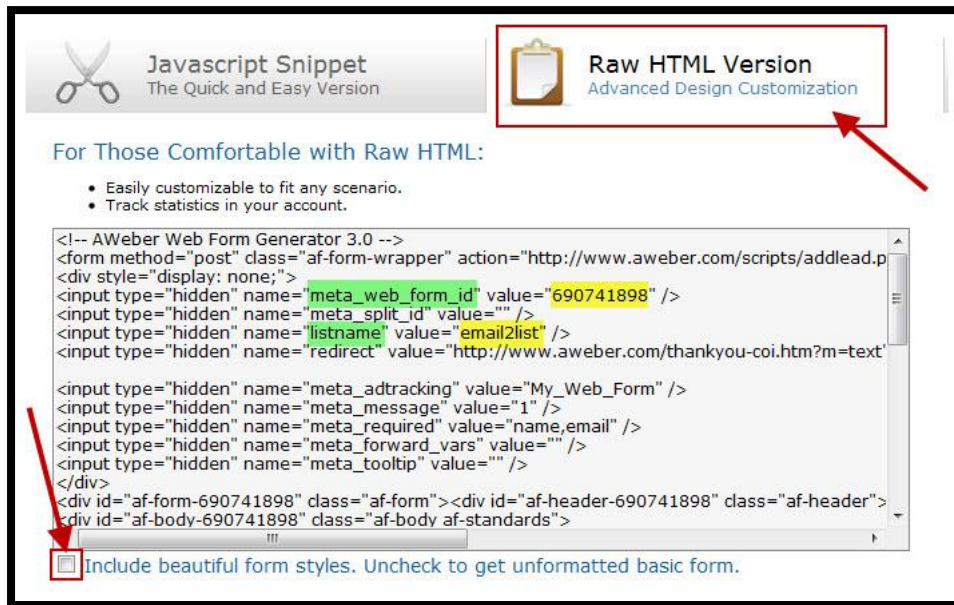 Javascript Snippet
The Quick and Easy Version
Raw HTML Version
Advanced Design Customization
For Those Comfortable with Raw HTML:
• Easily customizable to fit any scenario.
• Track statistics in your account.
<!-- AWeber Web Form Generator 3.0 -->
<form method="post" class="af-form-wrapper" action="http://www.aweber.com/scripts/addlead.p
<div style="display: none;">
<input type="hidden" name="meta_web_form_id" value="690741898" />
<input type="hidden" name="meta_split_id" value="" />
<input type="hidden" name="listname" value="email2list" />
<input type="hidden" name="redirect" value="http://www.aweber.com/thankyou-coi.htm?m=text"
<input type="hidden" name="meta_adtracking" value="My_Web_Form" />
<input type="hidden" name="meta_message" value="1" />
<input type="hidden" name="meta_required" value="name,email" />
<input type="hidden" name="meta_forward_vars" value="" />
<input type="hidden" name="meta_tooltip" value="" />
</div>
<div id="af-form-690741898" class="af-form"><div id="af-header-690741898" class="af-header">
<div id="af-body-690741898" class="af-body af-standards">
Include beautiful form styles. Uncheck to get unformatted basic form.